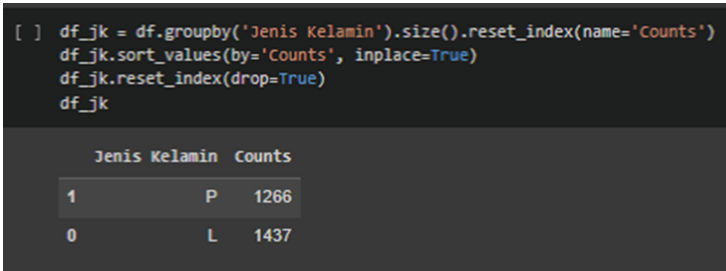 [ ] df_jk = df.groupby('Jenis Kelamin').size().reset_index(name='Counts')
df_jk.sort_values(by='Counts', inplace=True)
df_jk.reset_index(drop=True)
df_jk
Jenis Kelamin Counts
1 P 1266
0 L 1437